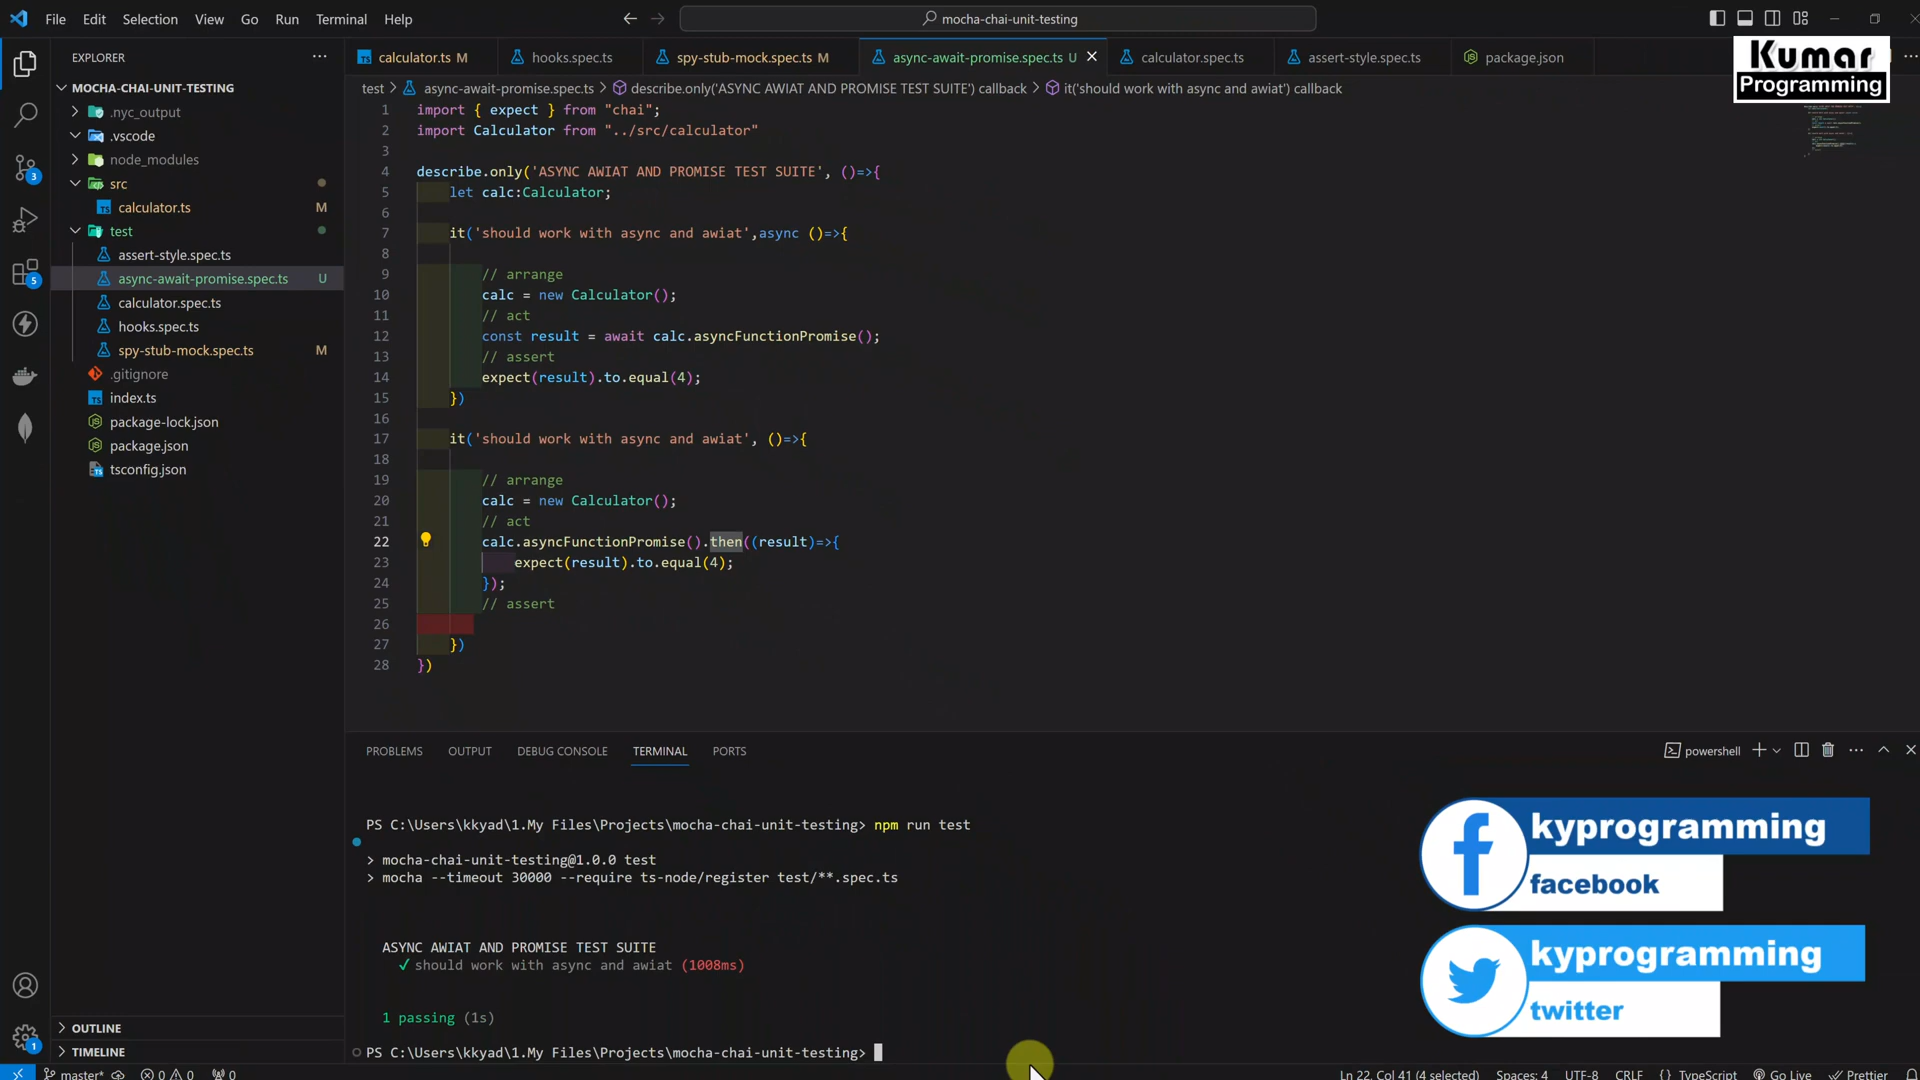 File Edit Selection View Go Run Terminal Help
mocha-chai-unit-testing
Kumar
Programming
EXPLORER
MOCHA-CHAI-UNIT-TESTING
.nyc_output
.vscode
node_modules
src
calculator.ts M
test
assert-style.spec.ts
async-await-promise.spec.ts U
calculator.spec.ts
hooks.spec.ts
spy-stub-mock.spec.ts M
.gitignore
index.ts
package-lock.json
package.json
tsconfig.json
OUTLINE
TIMELINE
3
5
1
calculator.ts M hooks.spec.ts spy-stub-mock.spec.ts M async-await-promise.spec.ts U calculator.spec.ts assert-style.spec.ts package.json
test > async-await-promise.spec.ts > describe.only('ASYNC AWIAT AND PROMISE TEST SUITE') callback > it('should work with async and awiat') callback
1 import { expect } from "chai";
2 import Calculator from "../src/calculator"
3
4 describe.only('ASYNC AWIAT AND PROMISE TEST SUITE', ()=>{
5 let calc:Calculator;
6
7 it('should work with async and awiat',async ()=>{
8
9 // arrange
10 calc = new Calculator();
11 // act
12 const result = await calc.asyncFunctionPromise();
13 // assert
14 expect(result).to.equal(4);
15 })
16
17 it('should work with async and awiat', ()=>{
18
19 // arrange
20 calc = new Calculator();
21 // act
22 calc.asyncFunctionPromise().then((result)=>{
23 expect(result).to.equal(4);
24 });
25 // assert
26
27 })
28 })
PROBLEMS OUTPUT DEBUG CONSOLE TERMINAL PORTS
powershell
PS C:\Users\kkyad\1.My Files\Projects\mocha-chai-unit-testing> npm run test
> mocha-chai-unit-testing@1.0.0 test
> mocha --timeout 30000 --require ts-node/register test/**.spec.ts
ASYNC AWIAT AND PROMISE TEST SUITE
✓ should work with async and awiat (1008ms)
1 passing (1s)
PS C:\Users\kkyad\1.My Files\Projects\mocha-chai-unit-testing>
kyprogramming
facebook
kyprogramming
twitter
master* 0 0 0 Ln 22, Col 41 (4 selected) Spaces: 4 UTF-8 CRLF { } TypeScript Go Live Prettier